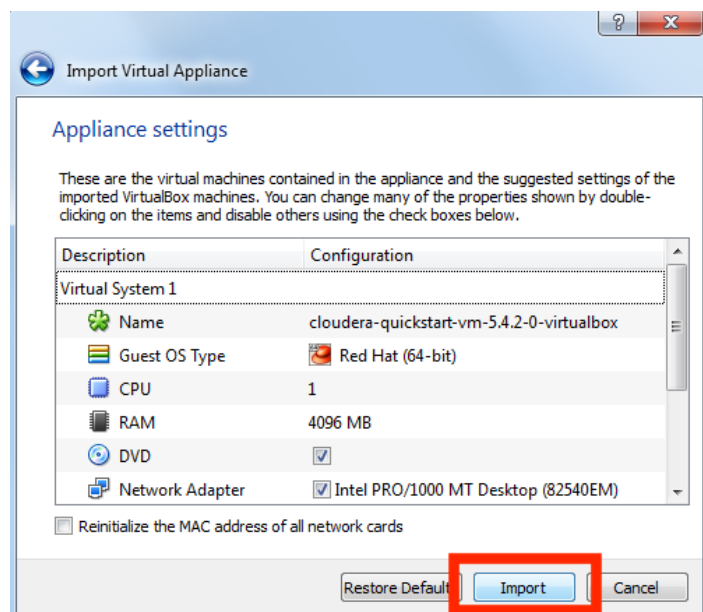 Import Virtual Appliance
Appliance settings
These are the virtual machines contained in the appliance and the suggested settings of the
imported VirtualBox machines. You can change many of the properties shown by double-
clicking on the items and disable others using the check boxes below.
Description Configuration
Virtual System 1
Name cloudera-quickstart-vm-5.4.2-0-virtualbox
Guest OS Type Red Hat (64-bit)
CPU 1
RAM 4096 MB
DVD
Network Adapter Intel PRO/1000 MT Desktop (82540EM)
Reinitialize the MAC address of all network cards
Restore Default Import Cancel